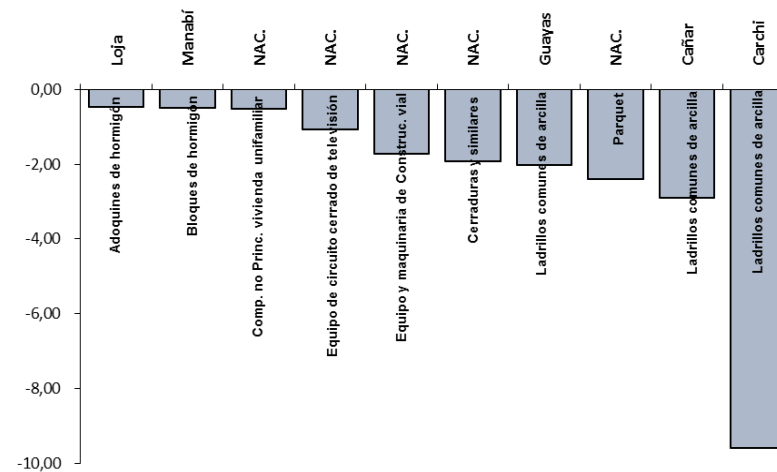 Loja
Manabí
NAC.
NAC.
NAC.
NAC.
Guayas
NAC.
Cañar
Carchi
0,00
-2,00
-4,00
-6,00
-8,00
-10,00
Adoquines de hormigón
Bloques de hormigón
Comp. no Princ. vivienda unifamiliar
Equipo de circuito cerrado de televisión
Equipo y maquinaria de Construc. vial
Cerraduras y similares
Ladrillos comunes de arcilla
Parquet
Ladrillos comunes de arcilla
Ladrillos comunes de arcilla